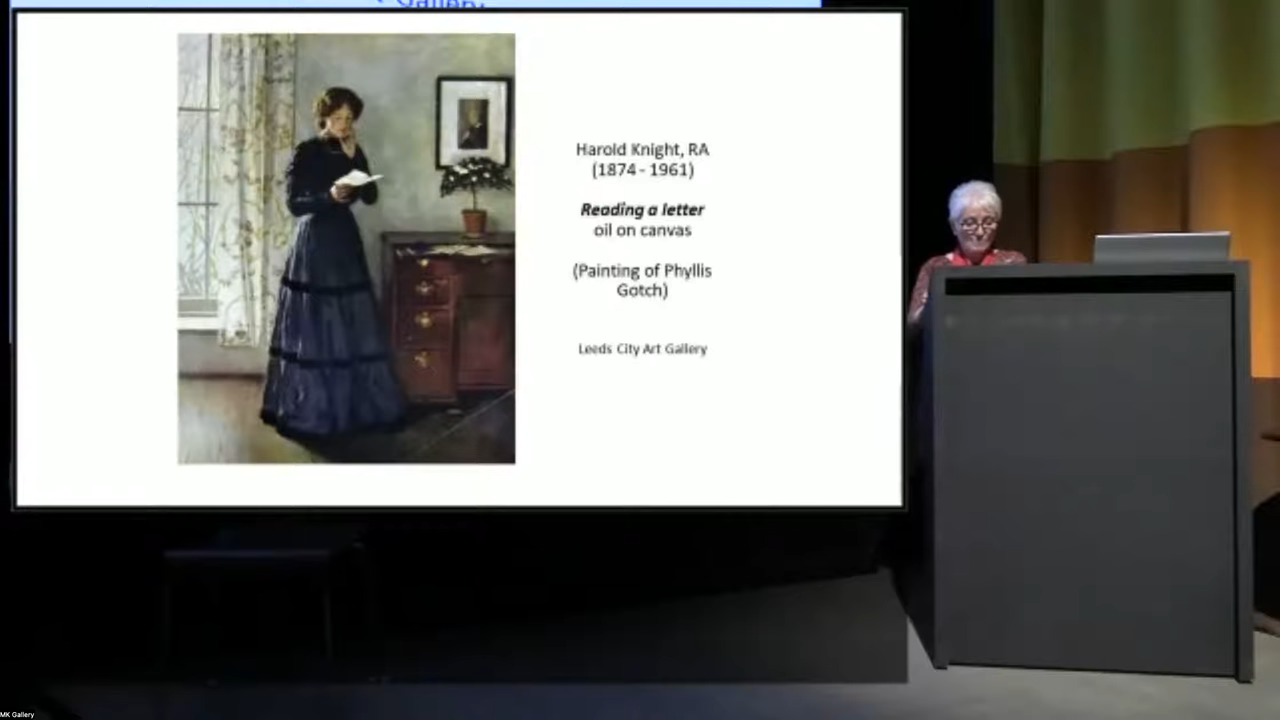 Gallery
Harold Knight, RA
(1874 - 1961)
Reading a letter
oil on canvas
(Painting of Phyllis
Gotch)
Leeds City Art Gallery
MK Gallery